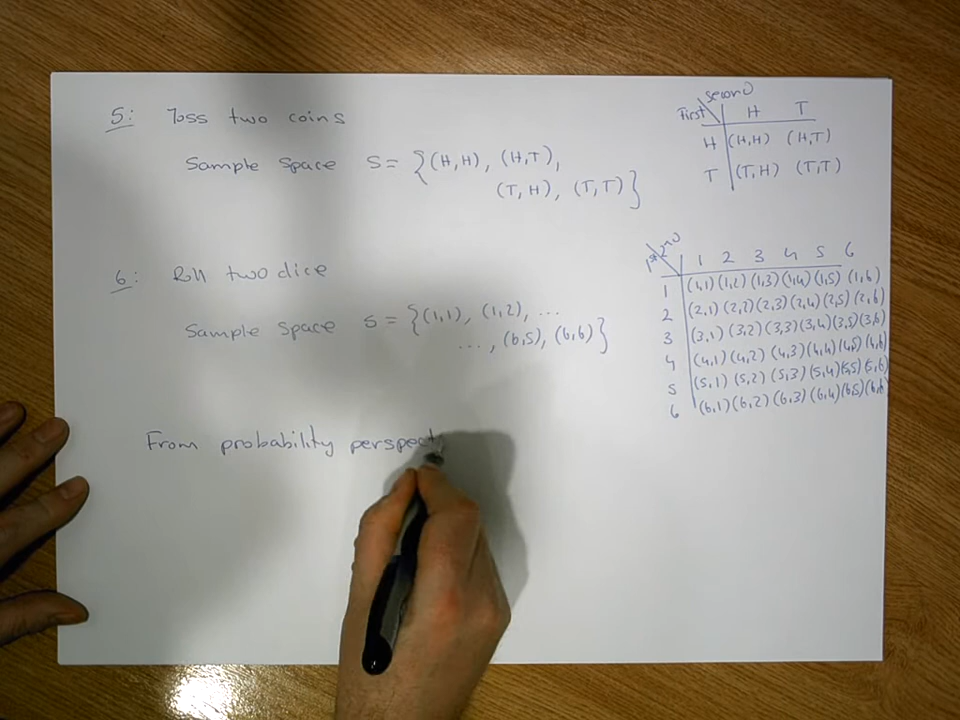 5: Toss two coins
Sample Space S = {(H,H), (H,T),
(T,H), (T,T)}
First Second H T
H (H,H) (H,T)
T (T,H) (T,T)
6: Roll two dice
Sample Space S = {(1,1), (1,2), ...
..., (6,5), (6,6)}
1st 2nd 1 2 3 4 5 6
1 (1,1) (1,2) (1,3) (1,4) (1,5) (1,6)
2 (2,1) (2,2) (2,3) (2,4) (2,5) (2,6)
3 (3,1) (3,2) (3,3) (3,4) (3,5) (3,6)
4 (4,1) (4,2) (4,3) (4,4) (4,5) (4,6)
5 (5,1) (5,2) (5,3) (5,4) (5,5) (5,6)
6 (6,1) (6,2) (6,3) (6,4) (6,5) (6,6)
From probability perspect